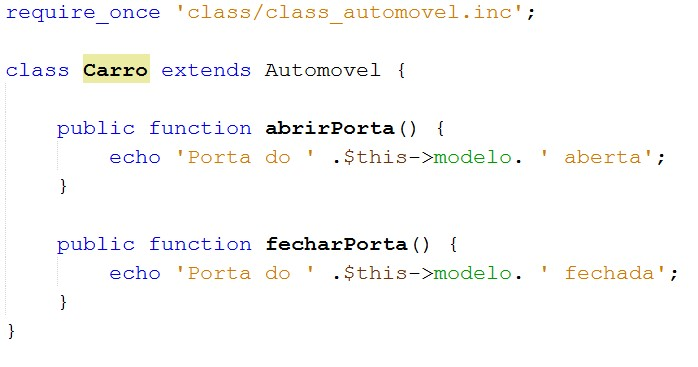 require_once 'class/class_automovel.inc';
class Carro extends Automovel {
public function abrirPorta() {
echo 'Porta do ' .$this->modelo. ' aberta';
}
public function fecharPorta() {
echo 'Porta do ' .$this->modelo. ' fechada';
}
}